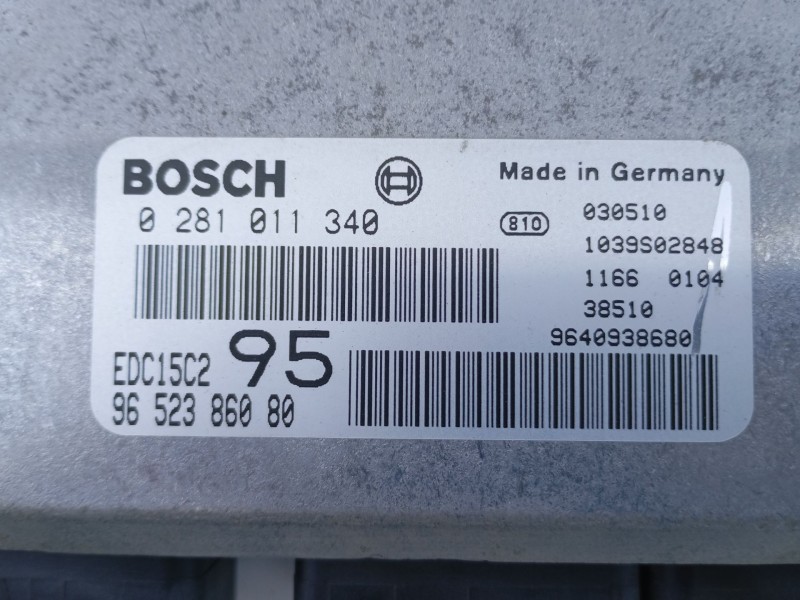 BOSCH
0 281 011 340
EDC15C2 95
96 523 860 80
Made in Germany
810
030510
1039S02848
1166 0104
38510
9640938680